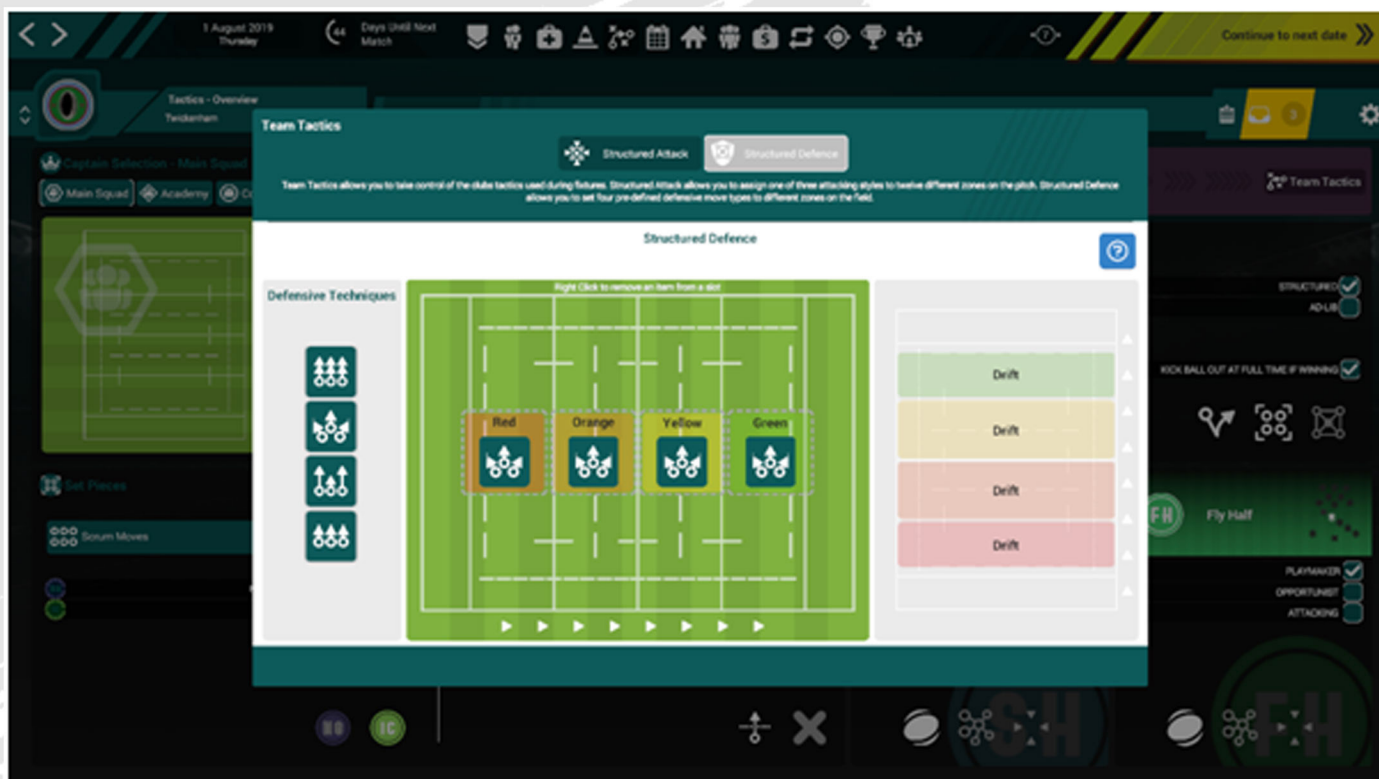 1 August 2019
Thursday
44
Days Until Next
Match
7
Continue to next date
Tactics - Overview
Twickenham
3
Captain Selection - Main Squad
Main Squad
Academy
Team Tactics
Team Tactics
Structured Attack
Structured Defence
Team Tactics allows you to take control of the clubs tactics used during fixtures. Structured Attack allows you to assign one of three attacking styles to twelve different zones on the pitch. Structured Defence
allows you to set four pre-defined defensive move types to different zones on the field.
Structured Defence
Defensive Techniques
Right Click to remove an item from a slot
Red
Orange
Yellow
Green
Drift
Drift
Drift
Drift
STRUCTURED
AD-LIB
KICK BALL OUT AT FULL TIME IF WINNING
FH
Fly Half
Set Pieces
Scrum Moves
PLAYMAKER
OPPORTUNIST
ATTACKING
NO
IC
SH
FH